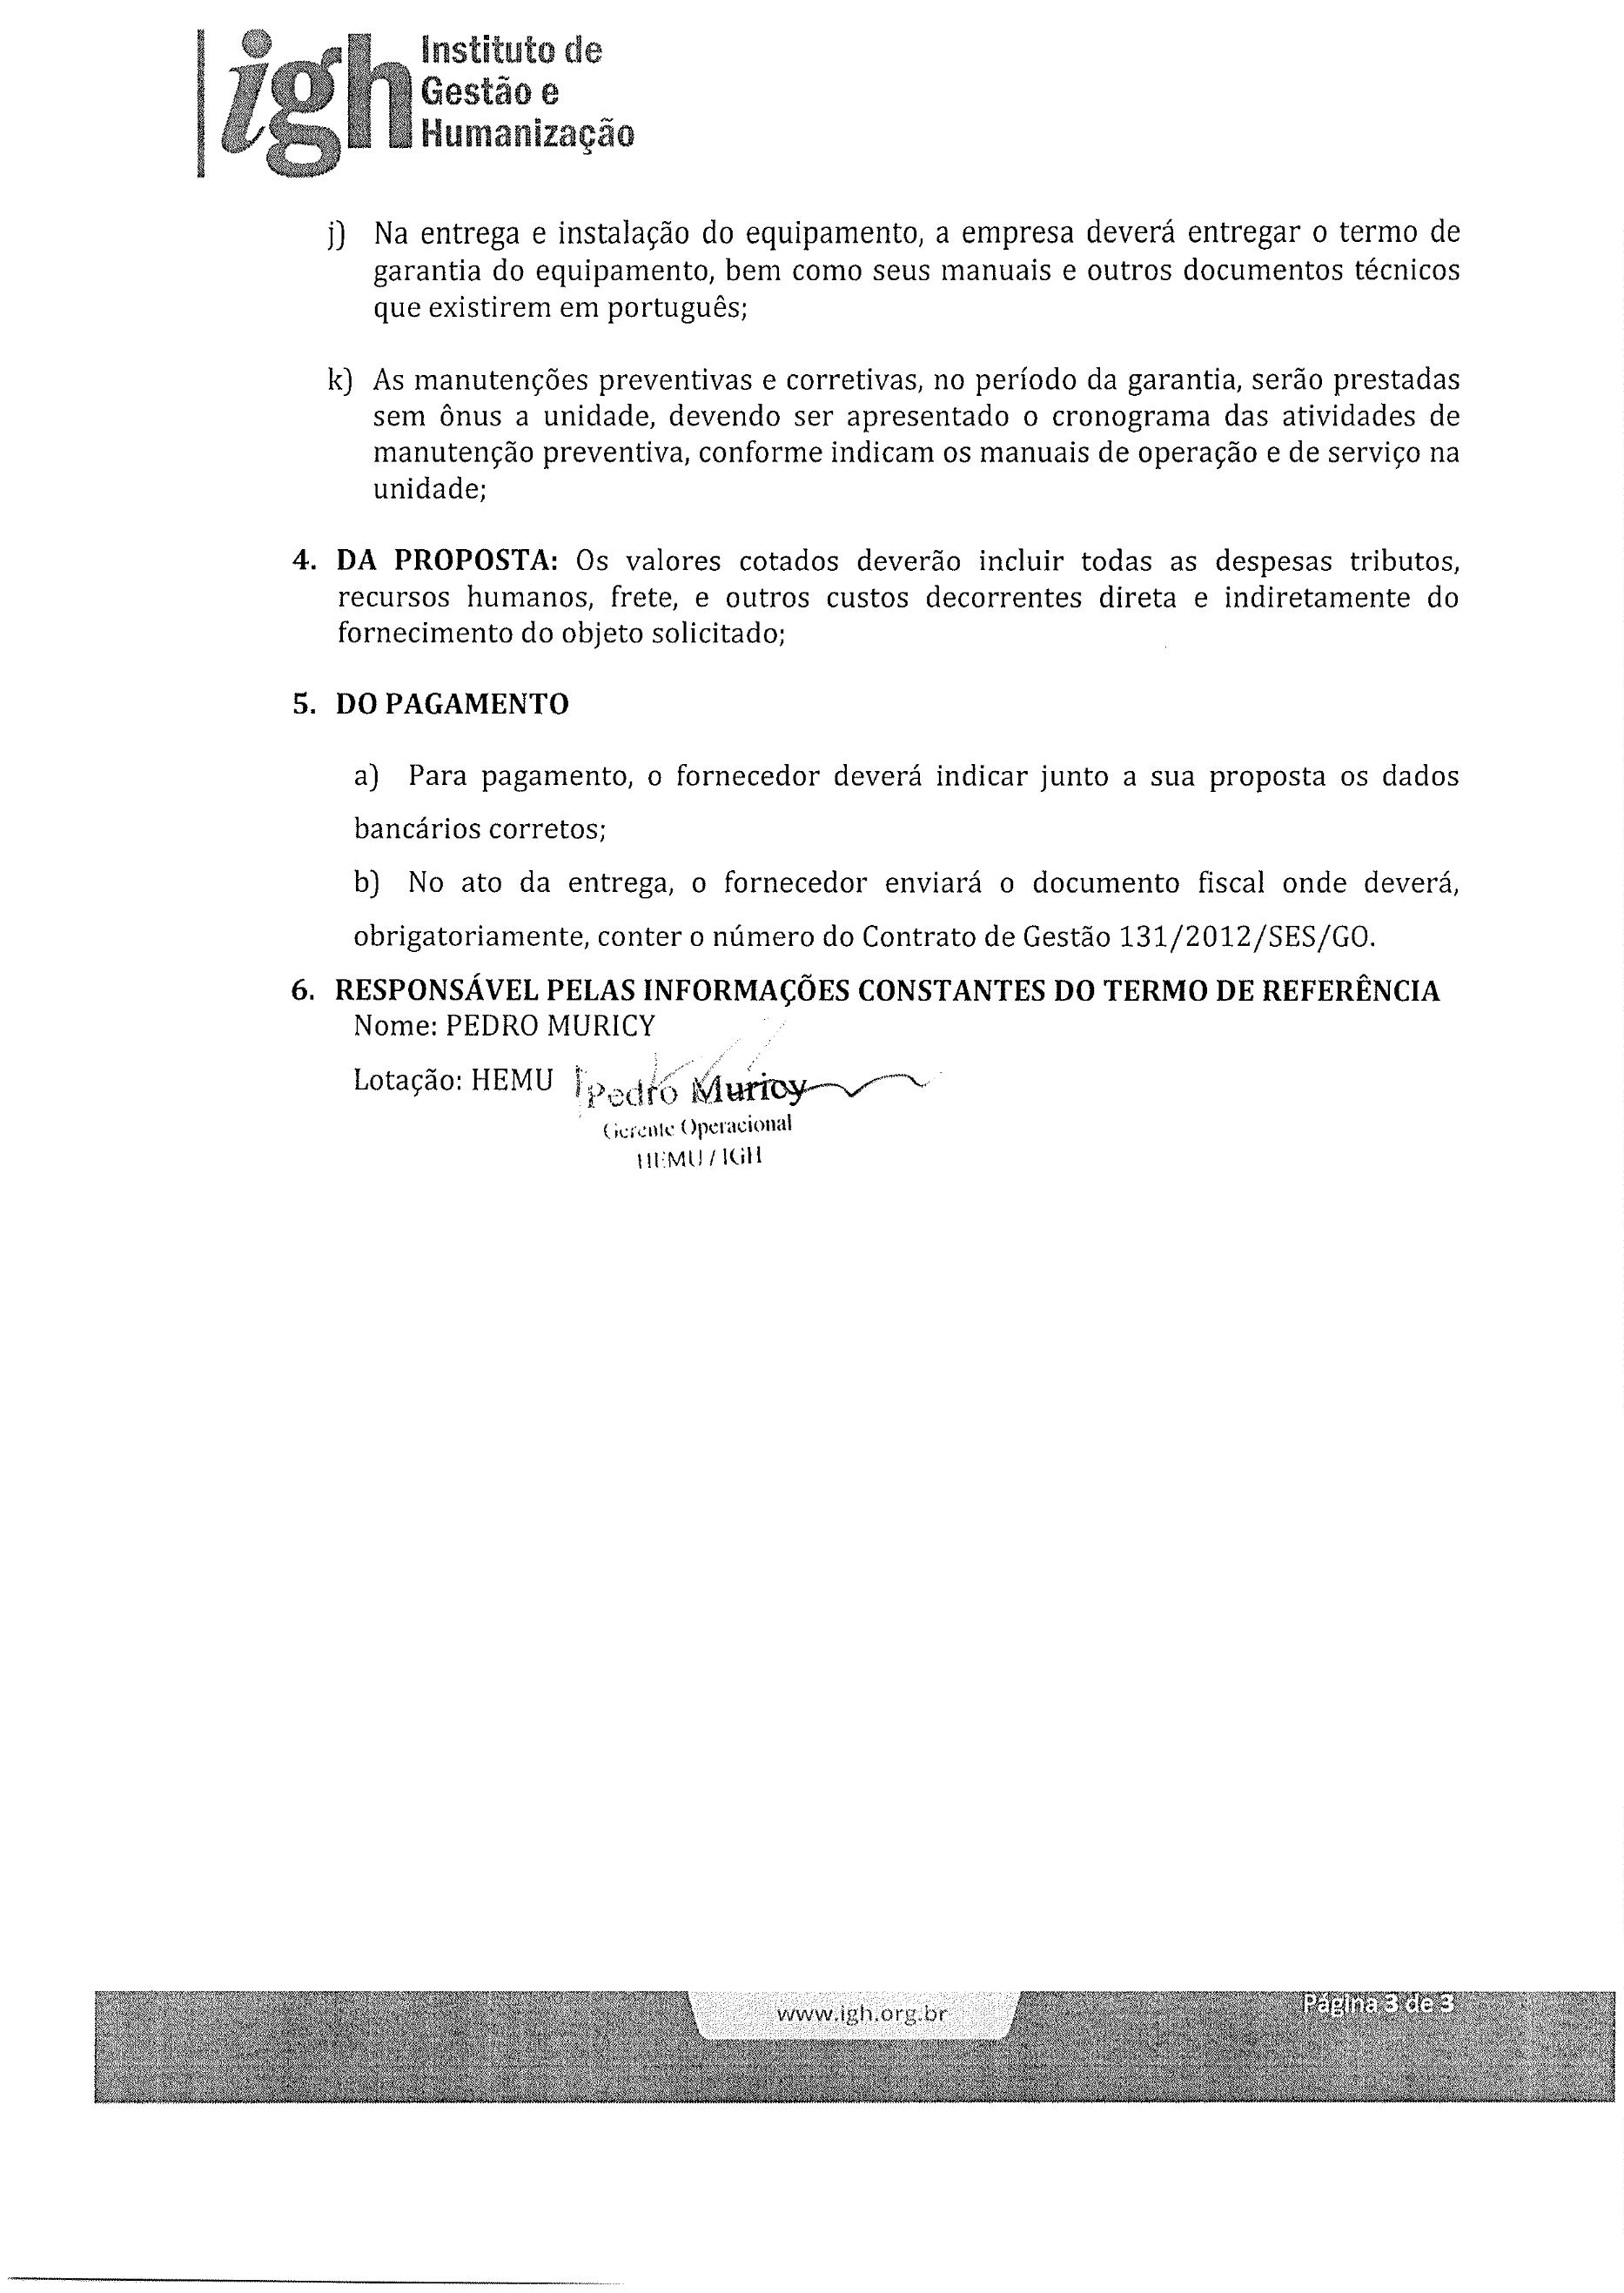 igh Instituto de
Gestão e
Humanização
j) Na entrega e instalação do equipamento, a empresa deverá entregar o termo de
garantia do equipamento, bem como seus manuais e outros documentos técnicos
que existirem em português;
k) As manutenções preventivas e corretivas, no período da garantia, serão prestadas
sem ônus a unidade, devendo ser apresentado o cronograma das atividades de
manutenção preventiva, conforme indicam os manuais de operação e de serviço na
unidade;
4. DA PROPOSTA: Os valores cotados deverão incluir todas as despesas tributos,
recursos humanos, frete, e outros custos decorrentes direta e indiretamente do
fornecimento do objeto solicitado;
5. DO PAGAMENTO
a) Para pagamento, o fornecedor deverá indicar junto a sua proposta os dados
bancários corretos;
b) No ato da entrega, o fornecedor enviará o documento fiscal onde deverá,
obrigatoriamente, conter o número do Contrato de Gestão 131/2012/SES/GO.
6. RESPONSÁVEL PELAS INFORMAÇÕES CONSTANTES DO TERMO DE REFERÊNCIA
Nome: PEDRO MURICY
Lotação: HEMU
Pedro Muricy
Gerente Operacional
HEMU / IGH
www.igh.org.br
Página 3 de 3